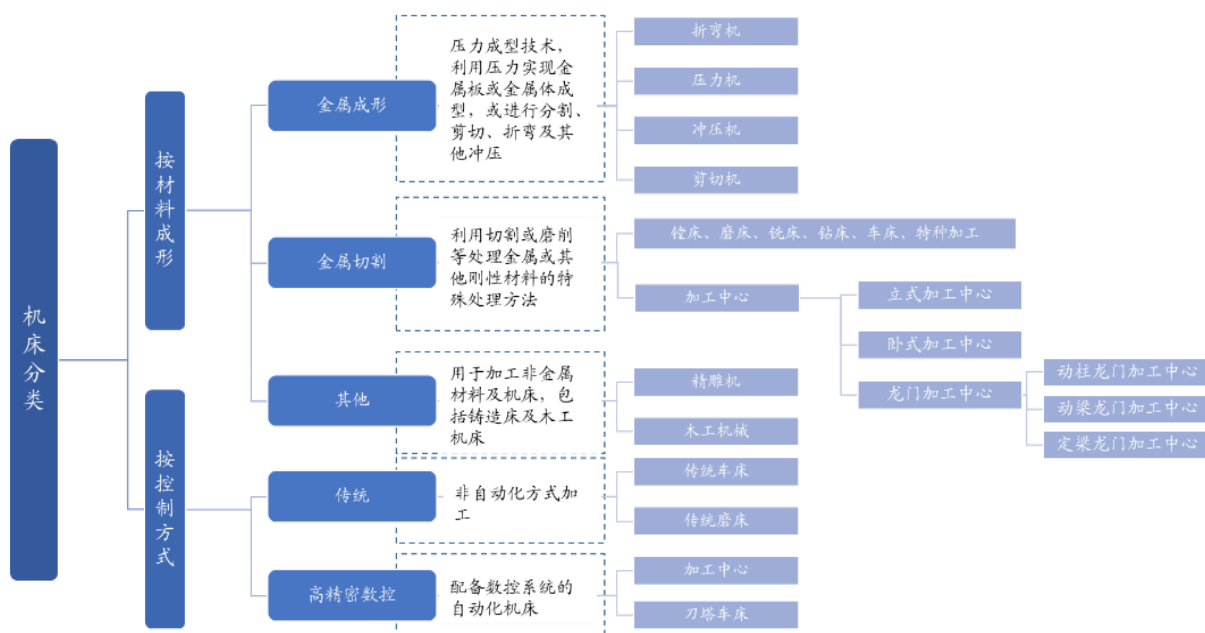 机床分类
按材料成形
金属成形
压力成型技术，
利用压力实现金
属板或金属体成
型，或进行分割、
剪切、折弯及其
他冲压
折弯机
压力机
冲压机
剪切机
金属切割
利用切割或磨削
等处理金属或其
他刚性材料的特
殊处理方法
镗床、磨床、铣床、钻床、车床、特种加工
加工中心
立式加工中心
卧式加工中心
龙门加工中心
动柱龙门加工中心
动梁龙门加工中心
定梁龙门加工中心
其他
用于加工非金属
材料及机床，包
括铸造床及木工
机床
精雕机
木工机械
按控制方式
传统
非自动化方式加
工
传统车床
传统磨床
高精密数控
配备数控系统的
自动化机床
加工中心
刀塔车床